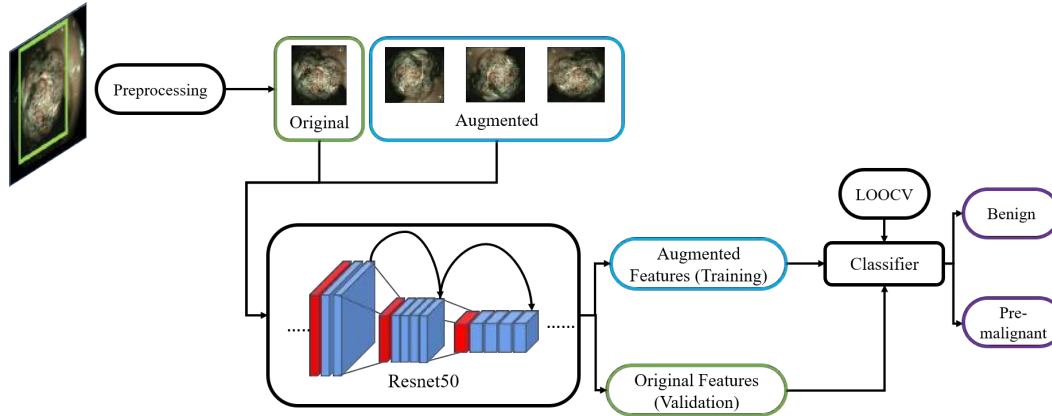 Preprocessing
Original
Augmented
LOOCV
Benign
Augmented
Features (Training)
Classifier
Pre-
malignant
......
......
Resnet50
Original Features
(Validation)